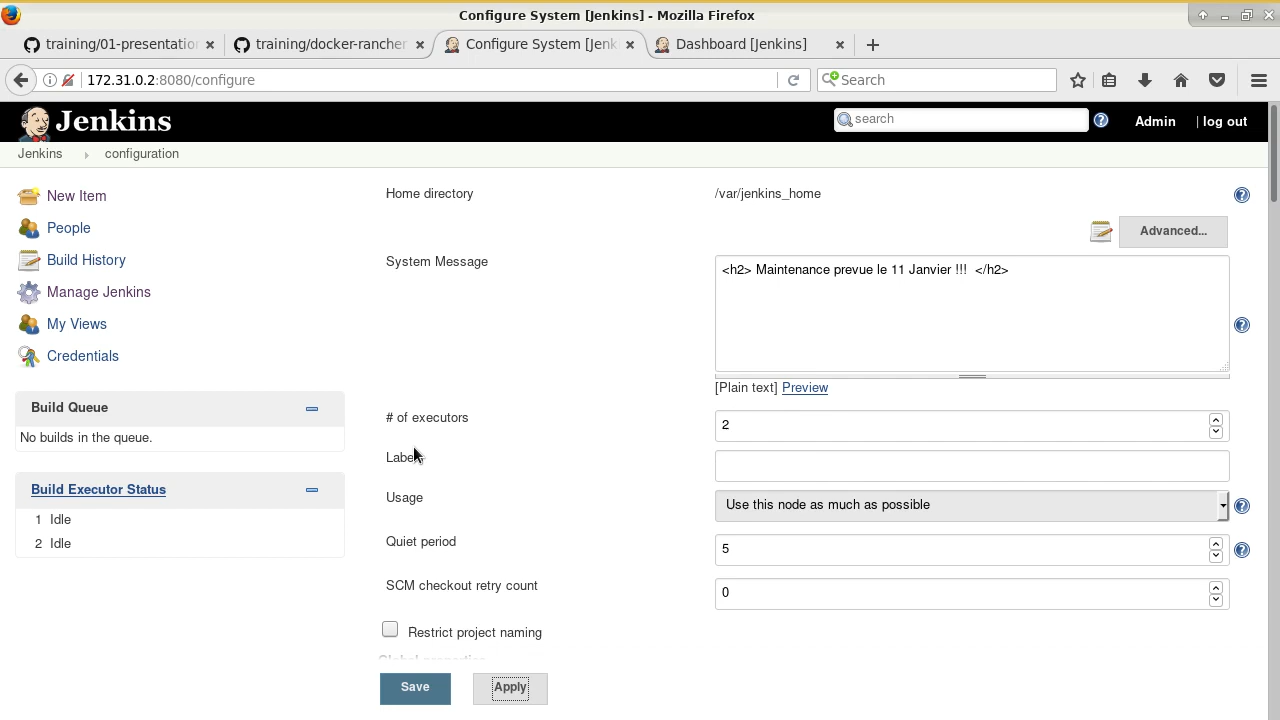 Configure System [Jenkins] - Mozilla Firefox
training/01-presentatio
training/docker-rancher
Configure System [Jenk
Dashboard [Jenkins]
172.31.0.2:8080/configure
Search
Jenkins
search
Admin
| log out
Jenkins
configuration
New Item
People
Build History
Manage Jenkins
My Views
Credentials
Build Queue
No builds in the queue.
Build Executor Status
1 Idle
2 Idle
Home directory
/var/jenkins_home
Advanced...
System Message
<h2> Maintenance prevue le 11 Janvier !!!  </h2>
[Plain text] Preview
# of executors
2
Labels
Usage
Use this node as much as possible
Quiet period
5
SCM checkout retry count
0
Restrict project naming
Global properties
Save
Apply